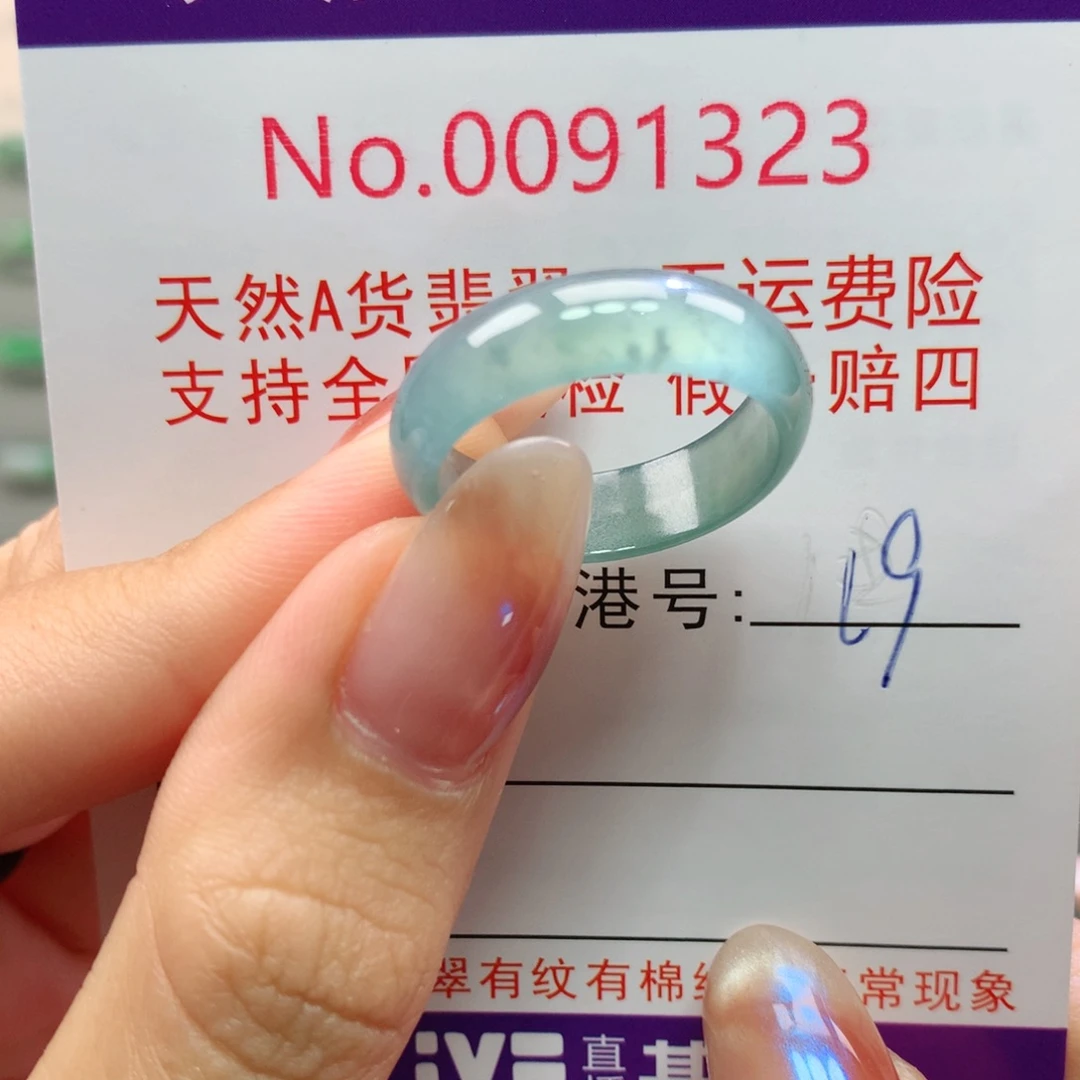 No.0091323
天然A货翡翠 运费险
支持全 检 假 赔四
港号: 19
翠有纹有棉 常现象
直